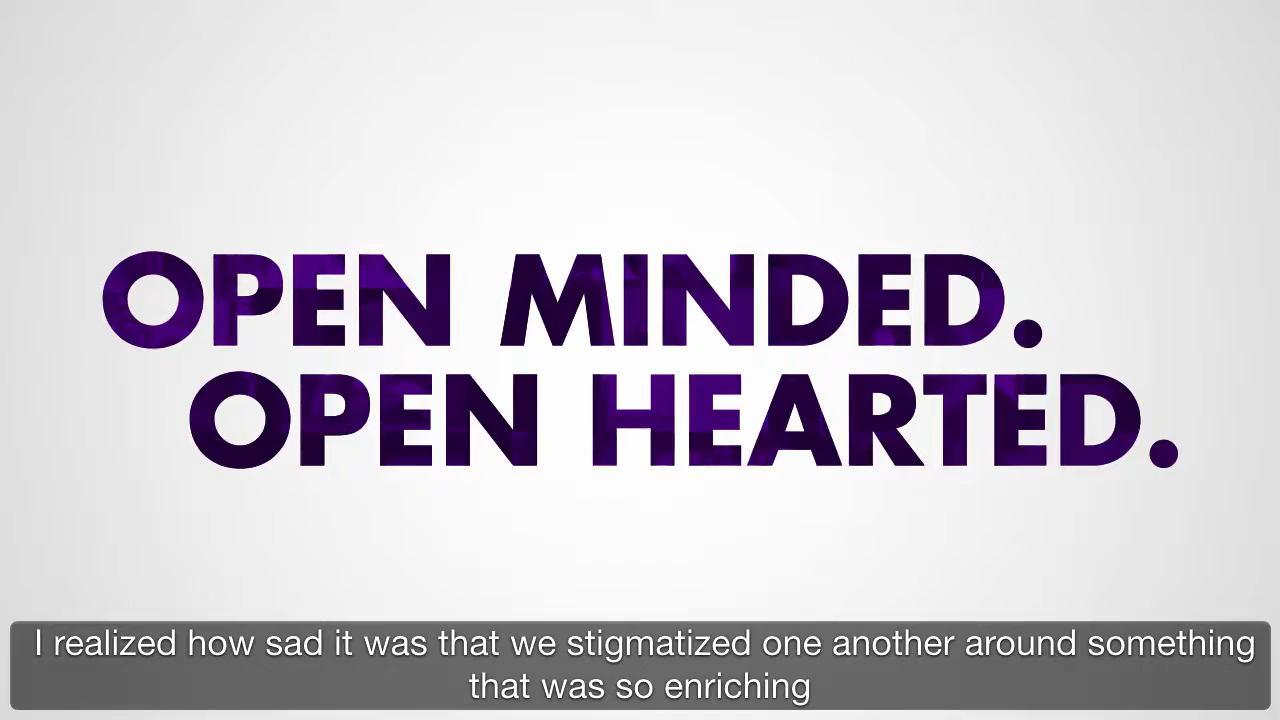 OPEN MINDED.
OPEN HEARTED.
I realized how sad it was that we stigmatized one another around something
that was so enriching